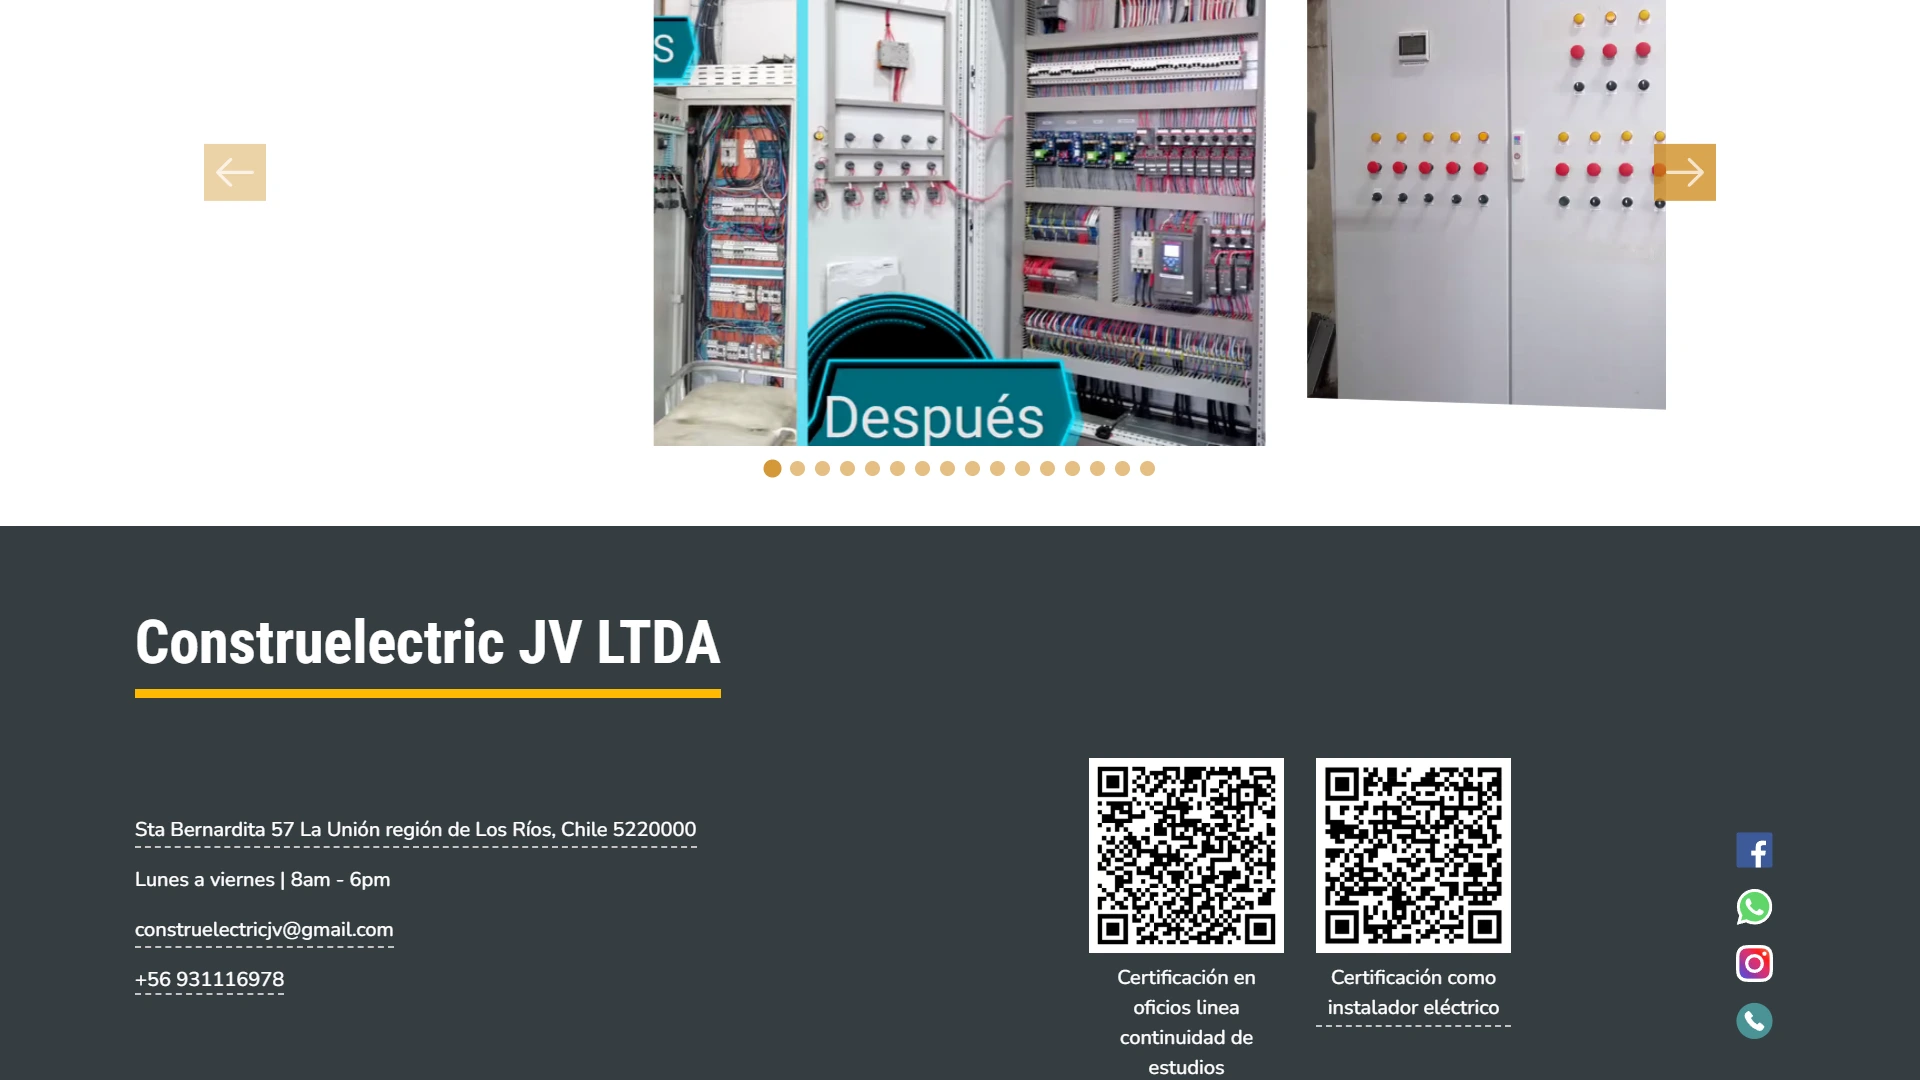 S
Después
Construelectric JV LTDA
Sta Bernardita 57 La Unión región de Los Ríos, Chile 5220000
Lunes a viernes | 8am - 6pm
construelectricjv@gmail.com
+56 931116978
Certificación en
oficios linea
continuidad de
estudios
Certificación como
instalador eléctrico